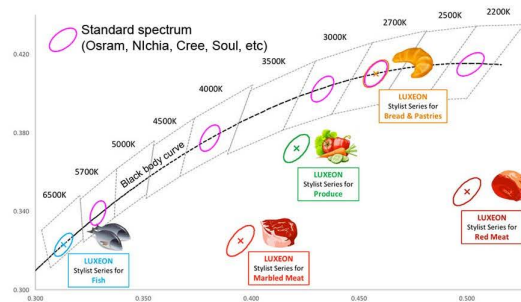 Standard spectrum
(Osram, NIchia, Cree, Soul, etc)
2200K
2500K
2700K
3000K
3500K
4000K
4500K
5000K
5700K
6500K
Black body curve
0.420
0.380
0.340
0.300
LUXEON
Stylist Series for
Bread & Pastries
LUXEON
Stylist Series for
Produce
LUXEON
Stylist Series for
Red Meat
LUXEON
Stylist Series for
Fish
LUXEON
Stylist Series for
Marbled Meat
0.300
0.350
0.400
0.450
0.500